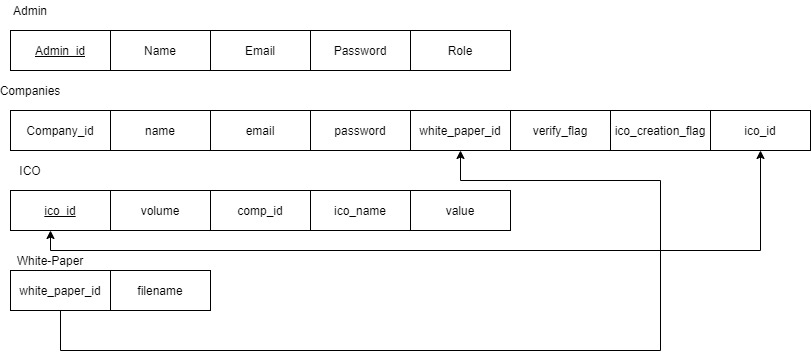 Admin
Admin_id Name Email Password Role
Companies
Company_id name email password white_paper_id verify_flag ico_creation_flag ico_id
ICO
ico_id volume comp_id ico_name value
White-Paper
white_paper_id filename